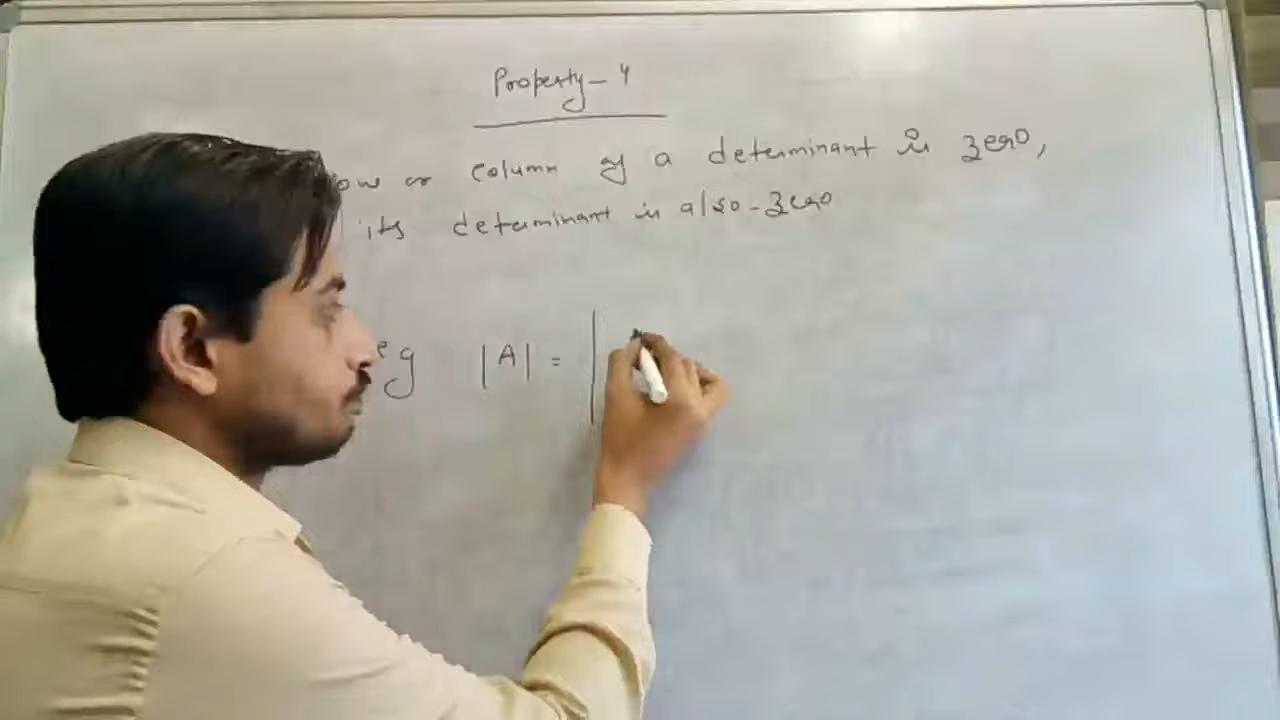 Property-4
ow or column of a determinant is zero,
its determinant is also-zero
eg |A| = |